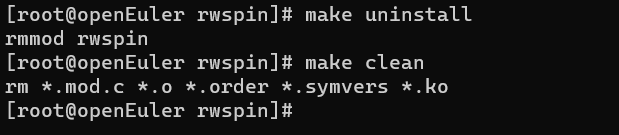 [root@openEuler rwspin]# make uninstall
rmmod rwspin
[root@openEuler rwspin]# make clean
rm *.mod.c *.o *.order *.symvers *.ko
[root@openEuler rwspin]#